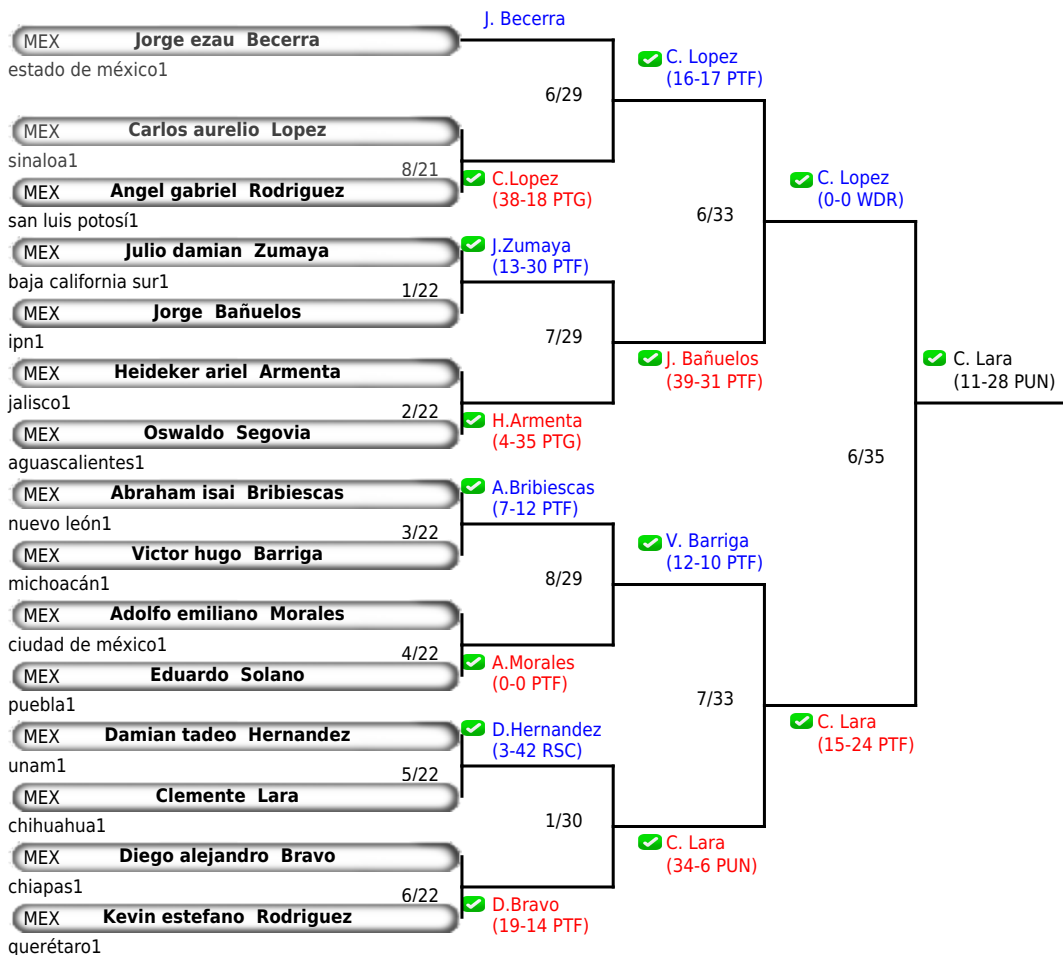 J. Becerra
MEX Jorge ezau Becerra
estado de méxico1
C. Lopez
(16-17 PTF)
6/29
MEX Carlos aurelio Lopez
sinaloa1
8/21
MEX Angel gabriel Rodriguez
C.Lopez
(38-18 PTG)
san luis potosí1
C. Lopez
(0-0 WDR)
6/33
MEX Julio damian Zumaya
J.Zumaya
(13-30 PTF)
baja california sur1
1/22
MEX Jorge Bañuelos
ipn1
7/29
MEX Heideker ariel Armenta
J. Bañuelos
(39-31 PTF)
C. Lara
(11-28 PUN)
jalisco1
2/22
MEX Oswaldo Segovia
H.Armenta
(4-35 PTG)
aguascalientes1
6/35
MEX Abraham isai Bribiescas
A.Bribiescas
(7-12 PTF)
nuevo león1
3/22
MEX Victor hugo Barriga
V. Barriga
(12-10 PTF)
michoacán1
8/29
MEX Adolfo emiliano Morales
ciudad de méxico1
4/22
MEX Eduardo Solano
A.Morales
(0-0 PTF)
puebla1
7/33
MEX Damian tadeo Hernandez
D.Hernandez
(3-42 RSC)
C. Lara
(15-24 PTF)
unam1
5/22
MEX Clemente Lara
chihuahua1
1/30
MEX Diego alejandro Bravo
C. Lara
(34-6 PUN)
chiapas1
6/22
MEX Kevin estefano Rodriguez
D.Bravo
(19-14 PTF)
querétaro1